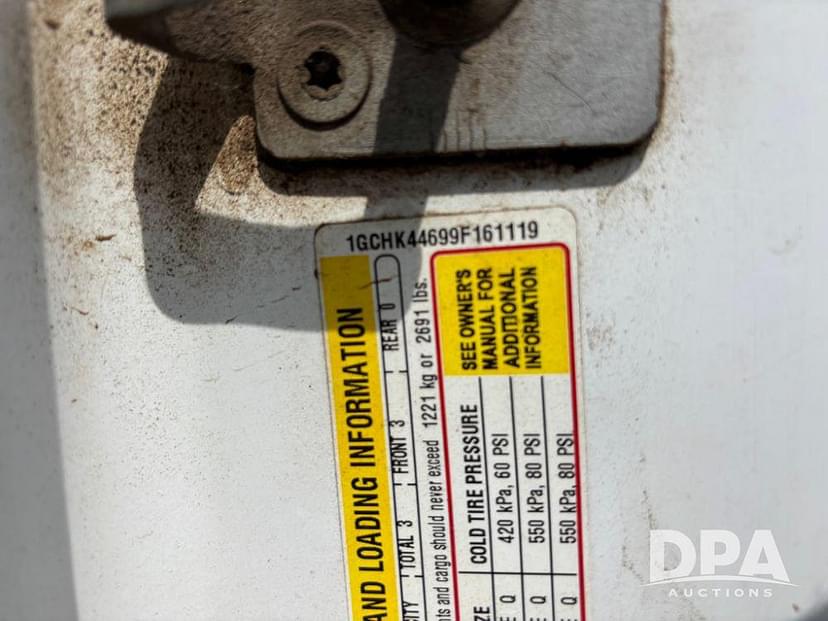 1GCHK44699F161119
AND LOADING INFORMATION
CITY TOTAL 3 FRONT 3 REAR 0
and cargo should never exceed 1221 kg or 2691 lbs.
ZE COLD TIRE PRESSURE SEE OWNER'S
MANUAL FOR
ADDITIONAL
INFORMATION
E Q 420 kPa, 60 PSI
E Q 550 kPa, 80 PSI
E Q 550 kPa, 80 PSI
DPA
AUCTIONS